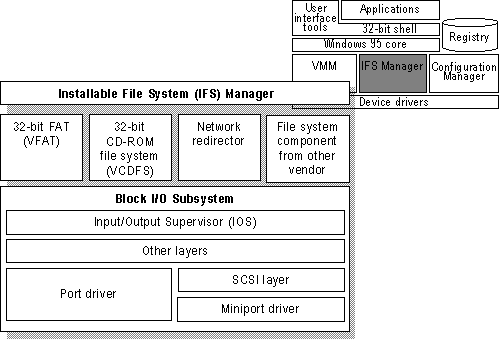 User
interface
tools
Applications
32-bit shell
Windows 95 core
Registry
VMM
IFS Manager
Configuration
Manager
Device drivers
Installable File System (IFS) Manager
32-bit FAT
(VFAT)
32-bit
CD-ROM
file system
(VCDFS)
Network
redirector
File system
component
from other
vendor
Block I/O Subsystem
Input/Output Supervisor (IOS)
Other layers
Port driver
SCSI layer
Miniport driver